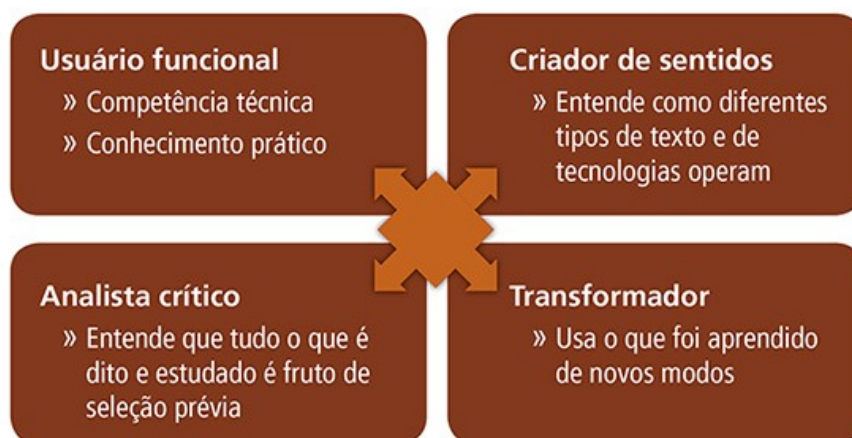 Usuário funcional
» Competência técnica
» Conhecimento prático
Criador de sentidos
» Entende como diferentes
tipos de texto e de
tecnologias operam
Analista crítico
» Entende que tudo o que é
dito e estudado é fruto de
seleção prévia
Transformador
» Usa o que foi aprendido
de novos modos